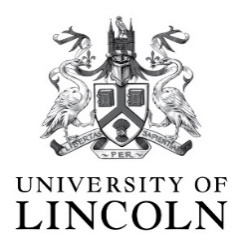 LIBERTAS
PER
SAPIENTIAM
UNIVERSITY OF
LINCOLN